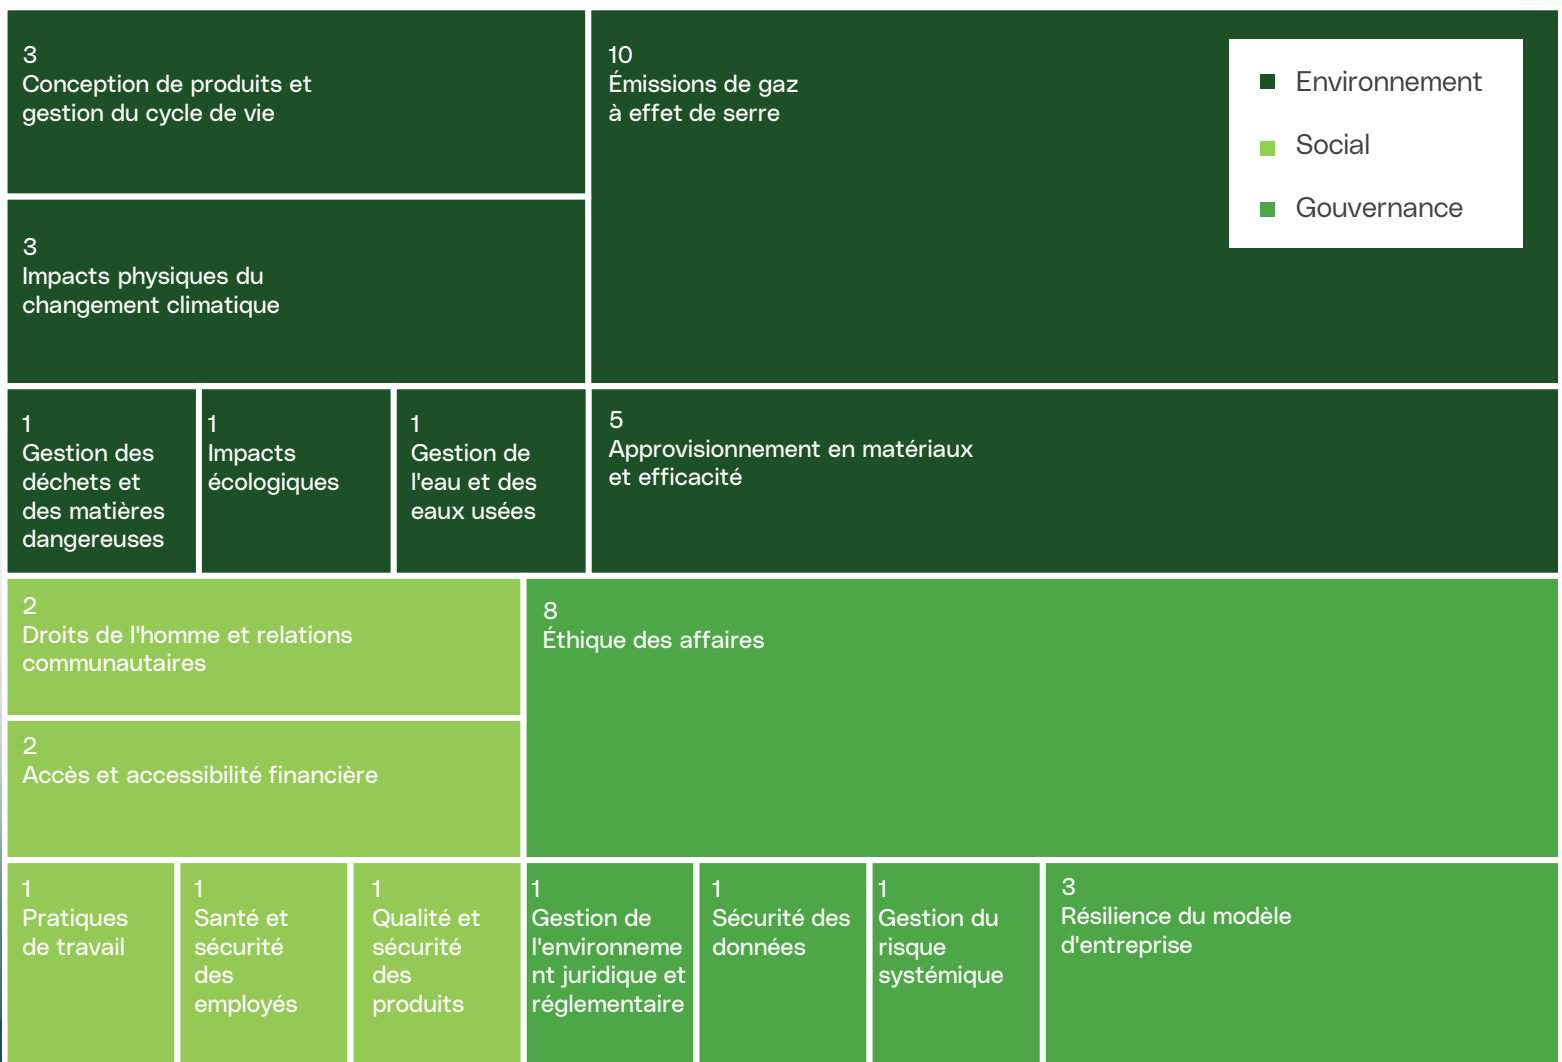 3
Conception de produits et
gestion du cycle de vie
10
Émissions de gaz
à effet de serre
Environnement
Social
Gouvernance
3
Impacts physiques du
changement climatique
1
Gestion des
déchets et
des matières
dangereuses
1
Impacts
écologiques
1
Gestion de
l'eau et des
eaux usées
5
Approvisionnement en matériaux
et efficacité
2
Droits de l'homme et relations
communautaires
8
Éthique des affaires
2
Accès et accessibilité financière
1
Pratiques
de travail
1
Santé et
sécurité
des
employés
1
Qualité et
sécurité
des
produits
1
Gestion de
l'environneme
nt juridique et
réglementaire
1
Sécurité des
données
1
Gestion du
risque
systémique
3
Résilience du modèle
d'entreprise